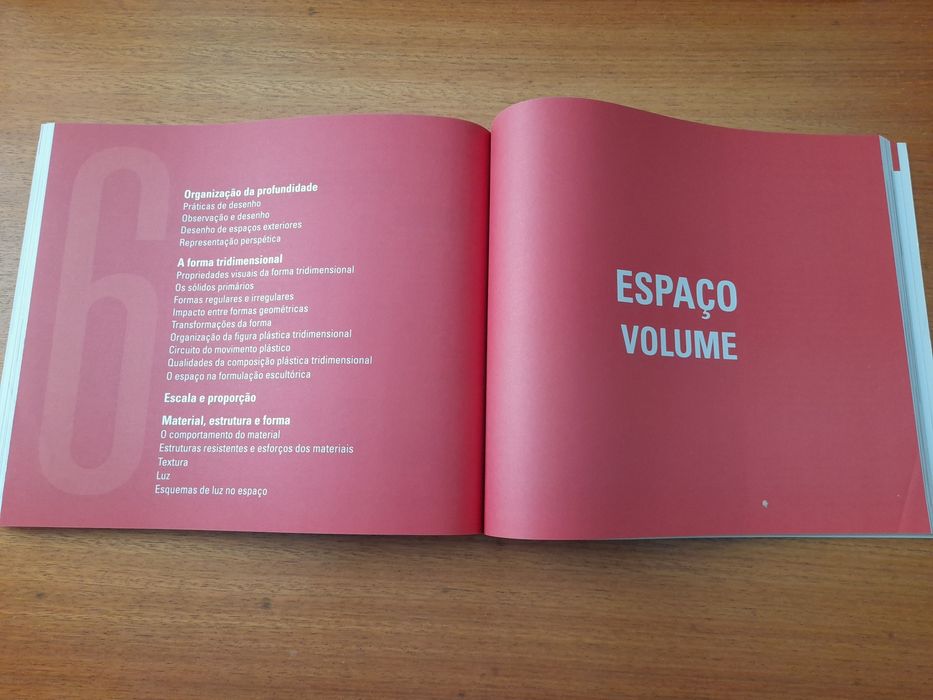 6
Organização da profundidade
Práticas de desenho
Observação e desenho
Desenho de espaços exteriores
Representação perspética
A forma tridimensional
Propriedades visuais da forma tridimensional
Os sólidos primários
Formas regulares e irregulares
Impacto entre formas geométricas
Transformações da forma
Organização da figura plástica tridimensional
Circuito do movimento plástico
Qualidades da composição plástica tridimensional
O espaço na formulação escultórica
Escala e proporção
Material, estrutura e forma
O comportamento do material
Estruturas resistentes e esforços dos materiais
Textura
Luz
Esquemas de luz no espaço
ESPAÇO
VOLUME